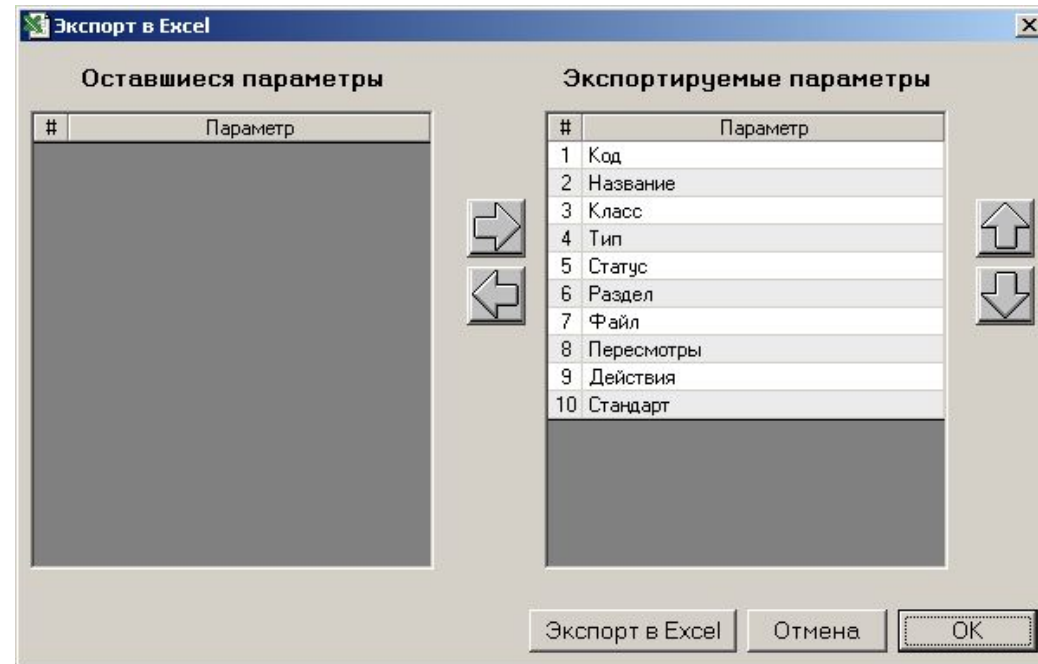 Экспорт в Excel
Оставшиеся параметры
# Параметр
Экспортируемые параметры
# Параметр
1 Код
2 Название
3 Класс
4 Тип
5 Статус
6 Раздел
7 Файл
8 Пересмотры
9 Действия
10 Стандарт
Экспорт в Excel Отмена OK